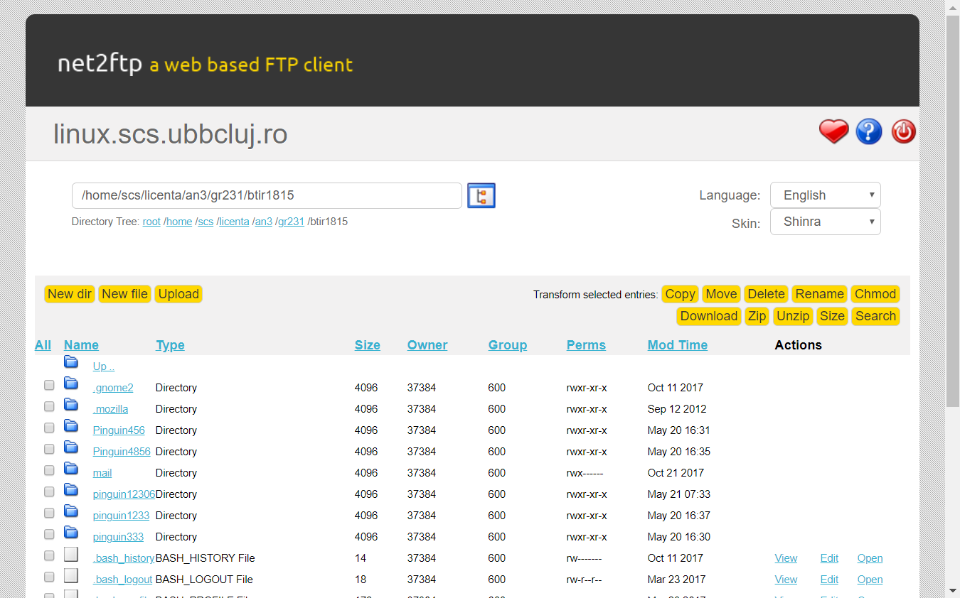 net2ftp a web based FTP client
linux.scs.ubbcluj.ro
/home/scs/licenta/an3/gr231/btir1815
Language: English
Directory Tree: root /home /scs /licenta /an3 /gr231 /btir1815
Skin: Shinra
New dir New file Upload Transform selected entries: Copy Move Delete Rename Chmod
Download Zip Unzip Size Search
All Name Type Size Owner Group Perms Mod Time Actions
Up ..
.gnome2 Directory 4096 37384 600 rwxr-xr-x Oct 11 2017
.mozilla Directory 4096 37384 600 rwxr-xr-x Sep 12 2012
Pinguin456 Directory 4096 37384 600 rwxr-xr-x May 20 16:31
Pinguin4856 Directory 4096 37384 600 rwxr-xr-x May 20 16:35
mail Directory 4096 37384 600 rwx------ Oct 21 2017
pinguin12306 Directory 4096 37384 600 rwxr-xr-x May 21 07:33
pinguin1233 Directory 4096 37384 600 rwxr-xr-x May 20 16:37
pinguin333 Directory 4096 37384 600 rwxr-xr-x May 20 16:30
.bash_history BASH_HISTORY File 14 37384 600 rw------- Oct 11 2017 View Edit Open
.bash_logout BASH_LOGOUT File 18 37384 600 rw-r--r-- Mar 23 2017 View Edit Open